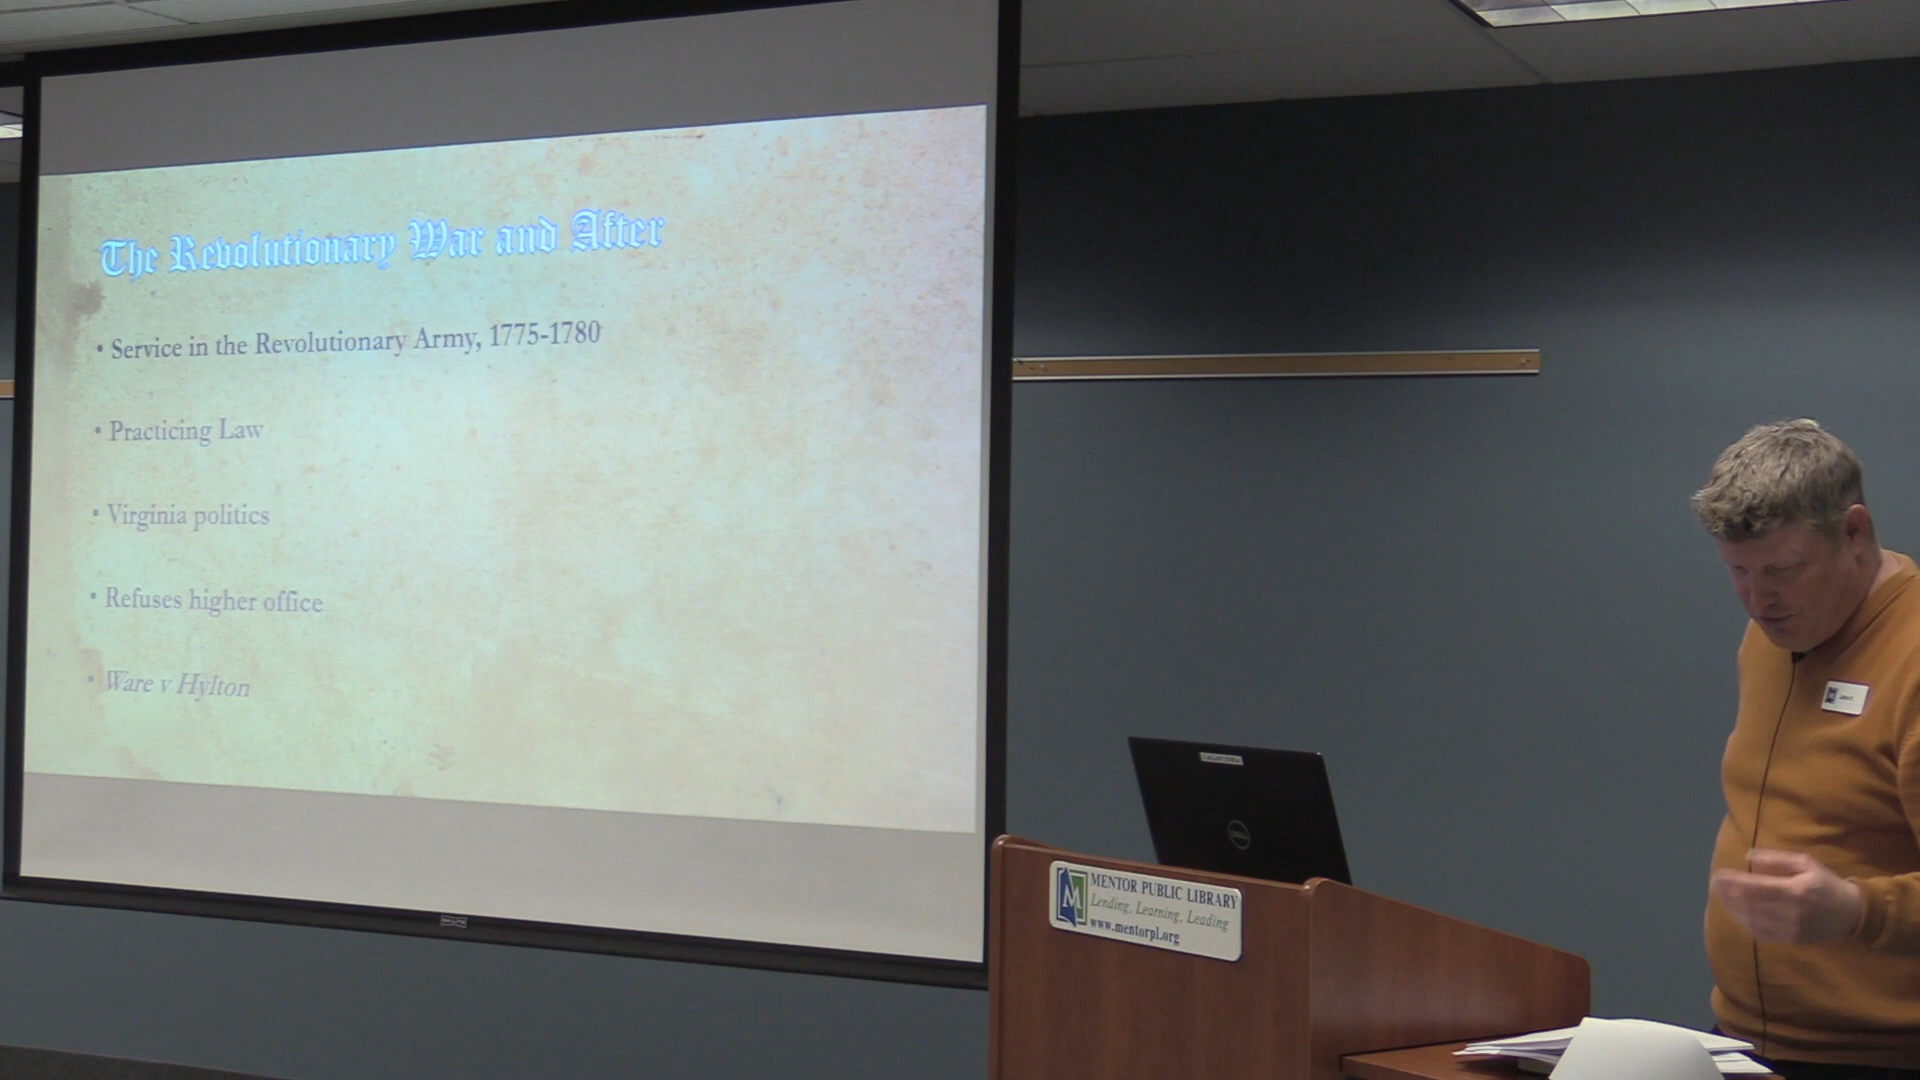 The Revolutionary War and After
• Service in the Revolutionary Army, 1775-1780
• Practicing Law
• Virginia politics
• Refuses higher office
• Ware v Hylton
DELL
MENTOR PUBLIC LIBRARY
Lending, Learning, Leading
www.mentorpl.org
M